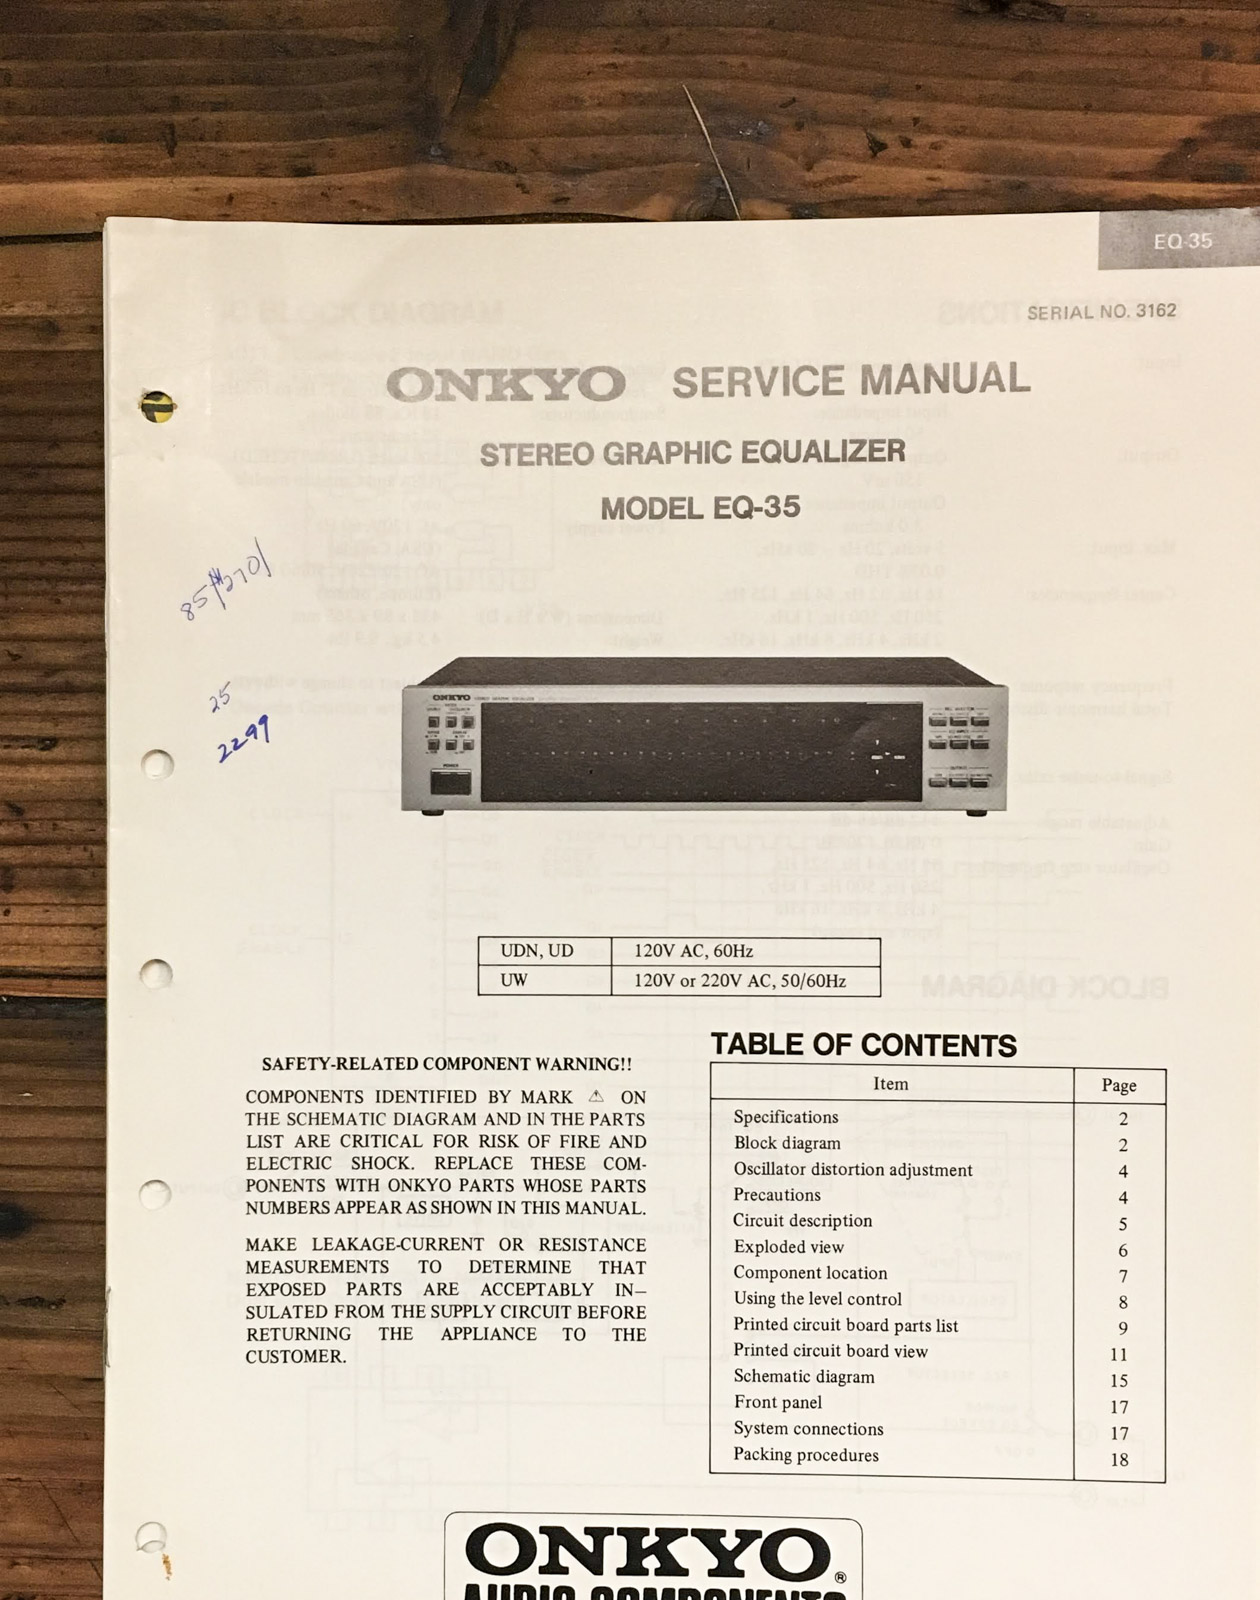 EQ-35
SERIAL NO. 3162
ONKYO SERVICE MANUAL
STEREO GRAPHIC EQUALIZER
MODEL EQ-35
25
2299
ONKYO
POWER
UDN, UD 120V AC, 60Hz
UW 120V or 220V AC, 50/60Hz
SAFETY-RELATED COMPONENT WARNING!!
COMPONENTS IDENTIFIED BY MARK ⚠ ON
THE SCHEMATIC DIAGRAM AND IN THE PARTS
LIST ARE CRITICAL FOR RISK OF FIRE AND
ELECTRIC SHOCK. REPLACE THESE COM-
PONENTS WITH ONKYO PARTS WHOSE PARTS
NUMBERS APPEAR AS SHOWN IN THIS MANUAL.
MAKE LEAKAGE-CURRENT OR RESISTANCE
MEASUREMENTS TO DETERMINE THAT
EXPOSED PARTS ARE ACCEPTABLY IN–
SULATED FROM THE SUPPLY CIRCUIT BEFORE
RETURNING THE APPLIANCE TO THE
CUSTOMER.
TABLE OF CONTENTS
Item Page
Specifications 2
Block diagram 2
Oscillator distortion adjustment 4
Precautions 4
Circuit description 5
Exploded view 6
Component location 7
Using the level control 8
Printed circuit board parts list 9
Printed circuit board view 11
Schematic diagram 15
Front panel 17
System connections 17
Packing procedures 18
ONKYO®
AUDIO COMPONENTS